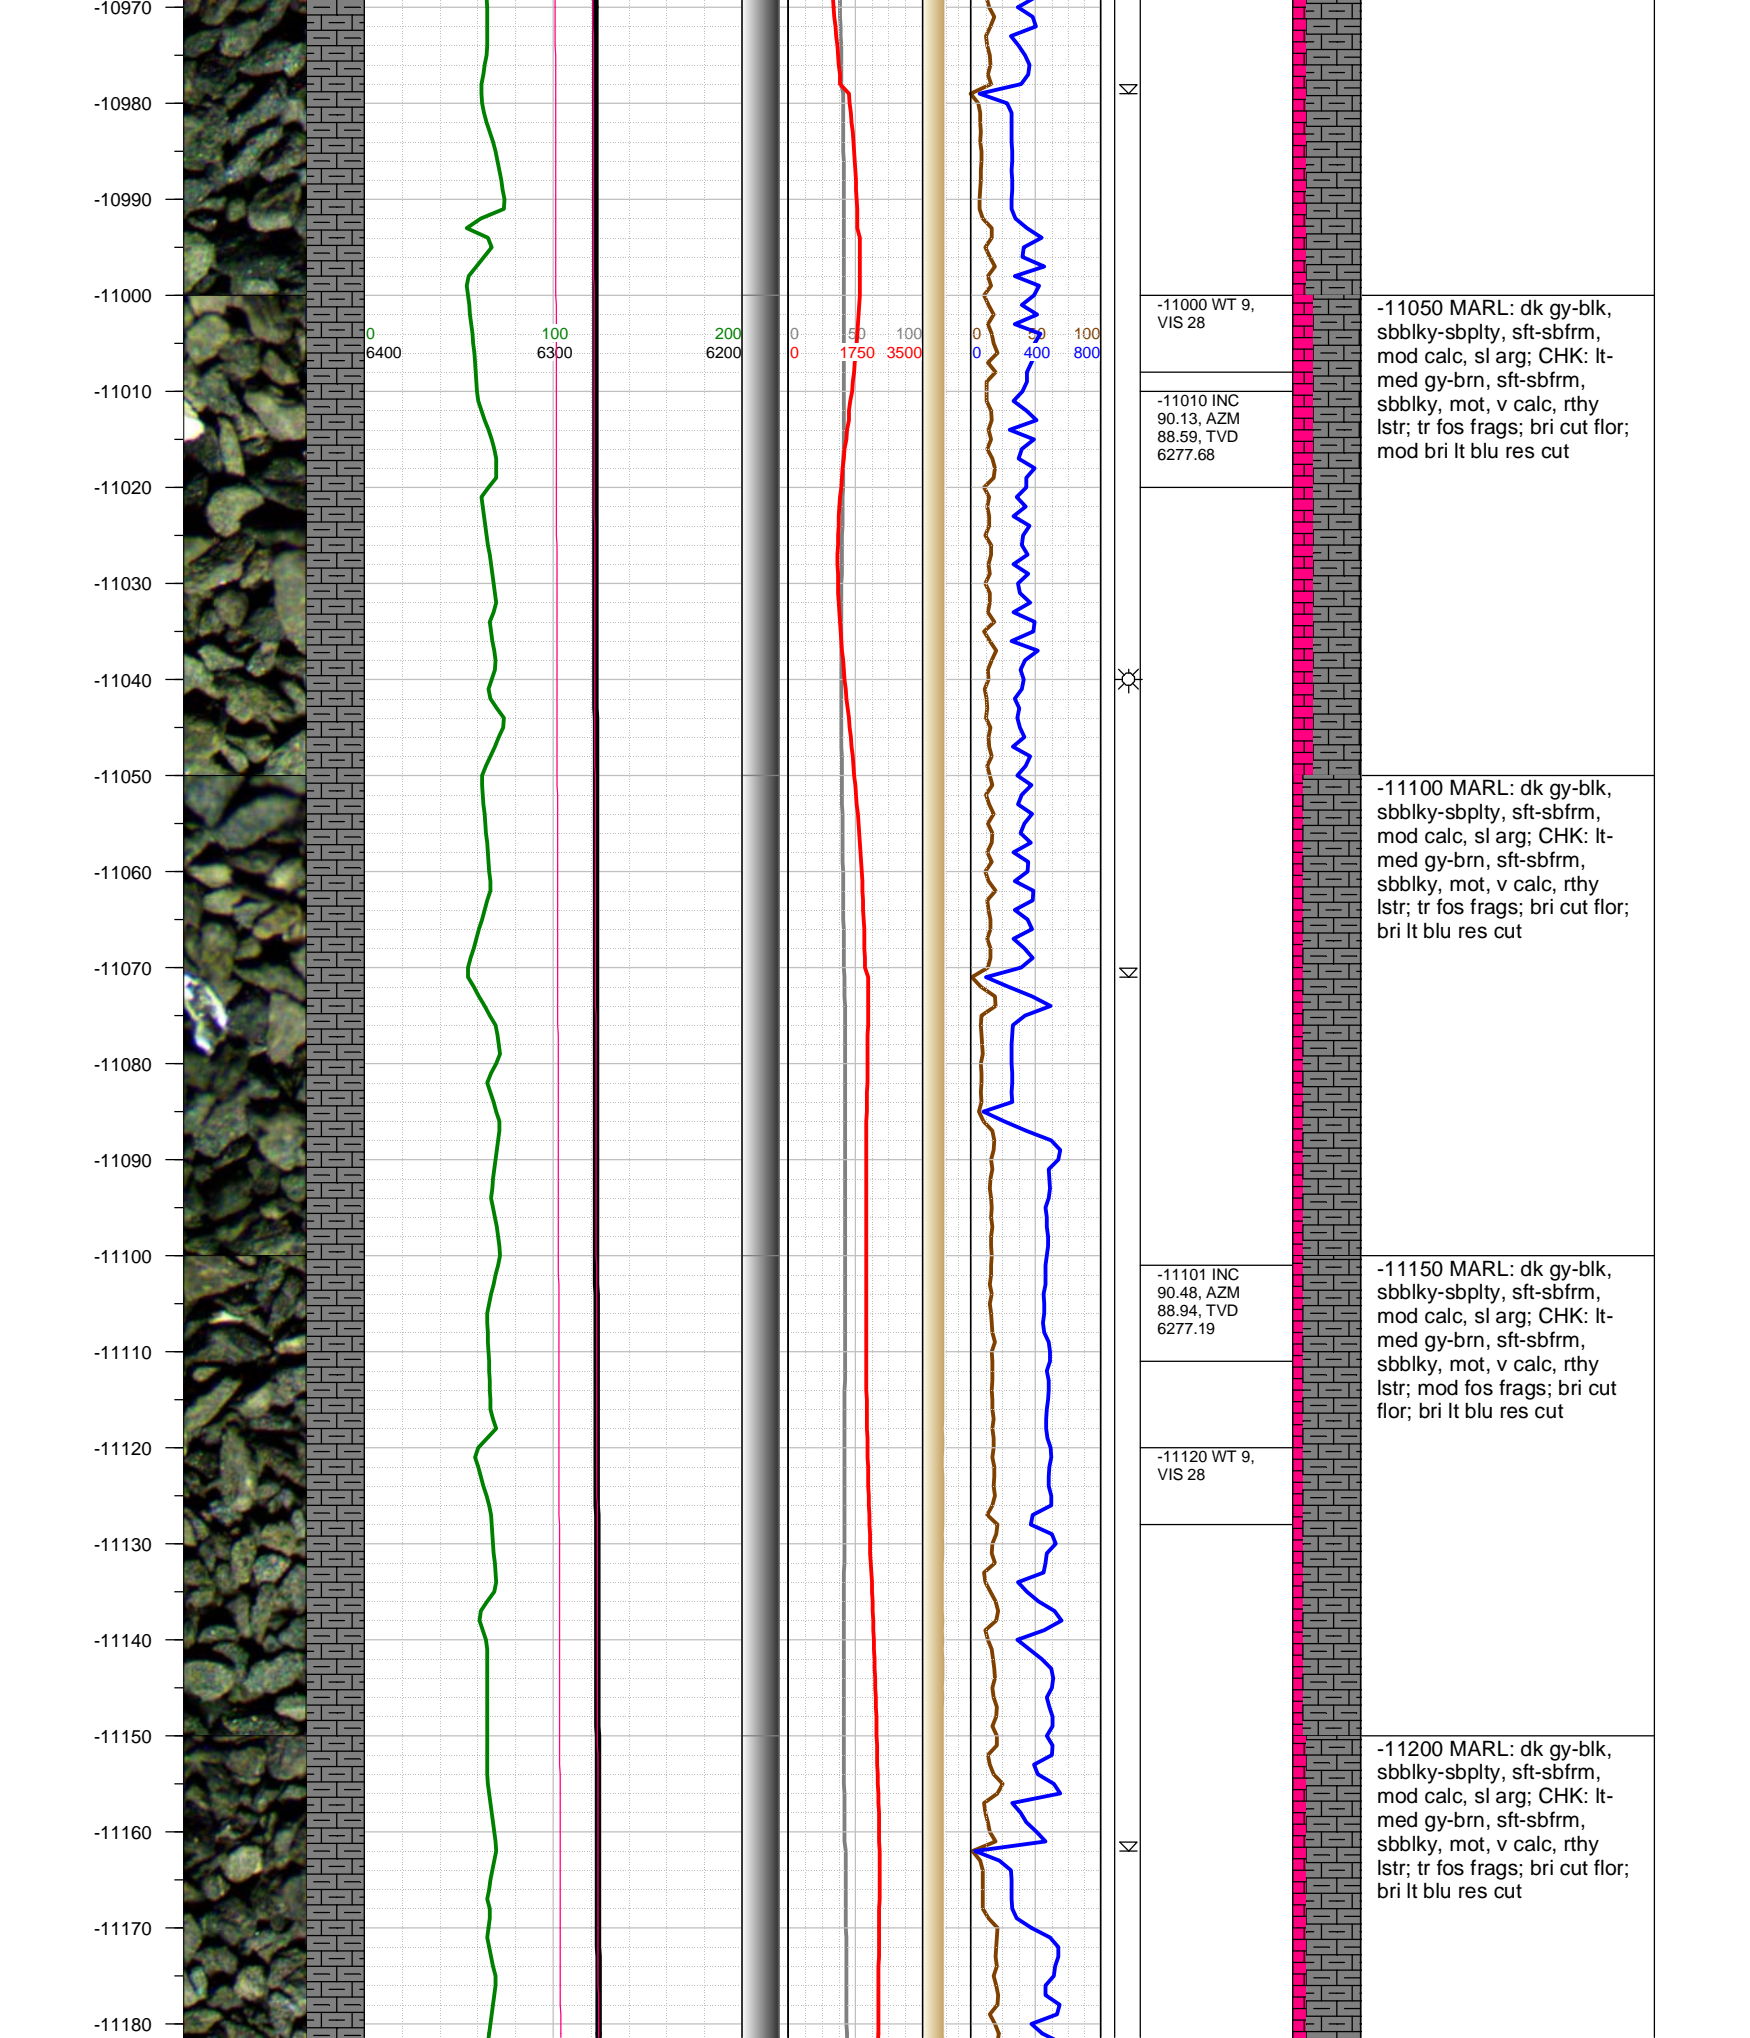 -10970
-10980
-10990
-11000
-11010
-11020
-11030
-11040
-11050
-11060
-11070
-11080
-11090
-11100
-11110
-11120
-11130
-11140
-11150
-11160
-11170
-11180
0 100 200
6400 6300 6200
0 50 100
0 1750 3500
0 50 100
0 400 800
-11000 WT 9,
VIS 28
-11010 INC
90.13, AZM
88.59, TVD
6277.68
-11101 INC
90.48, AZM
88.94, TVD
6277.19
-11120 WT 9,
VIS 28
-11050 MARL: dk gy-blk,
sbblky-sbplty, sft-sbfrm,
mod calc, sl arg; CHK: lt-
med gy-brn, sft-sbfrm,
sbblky, mot, v calc, rthy
lstr; tr fos frags; bri cut flor;
mod bri lt blu res cut
-11100 MARL: dk gy-blk,
sbblky-sbplty, sft-sbfrm,
mod calc, sl arg; CHK: lt-
med gy-brn, sft-sbfrm,
sbblky, mot, v calc, rthy
lstr; tr fos frags; bri cut flor;
bri lt blu res cut
-11150 MARL: dk gy-blk,
sbblky-sbplty, sft-sbfrm,
mod calc, sl arg; CHK: lt-
med gy-brn, sft-sbfrm,
sbblky, mot, v calc, rthy
lstr; mod fos frags; bri cut
flor; bri lt blu res cut
-11200 MARL: dk gy-blk,
sbblky-sbplty, sft-sbfrm,
mod calc, sl arg; CHK: lt-
med gy-brn, sft-sbfrm,
sbblky, mot, v calc, rthy
lstr; tr fos frags; bri cut flor;
bri lt blu res cut